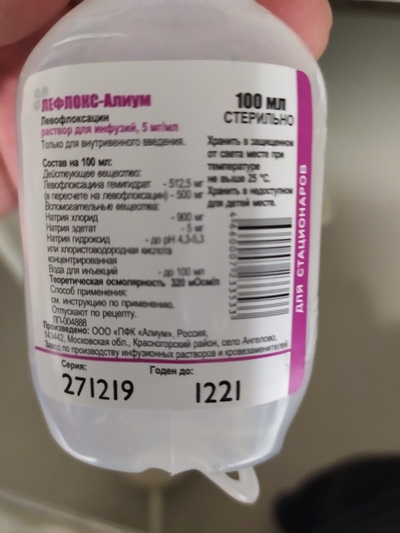 ЛЕФЛОКС-Алиум
Левофлоксацин
раствор для инфузий, 5 мг/мл
Только для внутривенного введения.
100 мл
СТЕРИЛЬНО
Хранить в защищенном
от света месте при
температуре
не выше 25 °С.
Хранить в недоступном
для детей месте.
Состав на 100 мл:
Действующее вещество:
Левофлоксацина гемигидрат - 512,5 мг
(в пересчете на левофлоксацин) - 500 мг
Вспомогательные вещества:
Натрия хлорид - 900 мг
Натрия эдетат - 5 мг
Натрия гидроксид - до pH 4,3-5,3
или хлористоводородная кислота
концентрированная
Вода для инъекций - до 100 мл
Теоретическая осмолярность 320 мОсм/л
Способ применения:
см. инструкцию по применению.
Отпускают по рецепту.
ЛП-004888
Произведено: ООО «ПФК «Алиум», Россия,
143442, Московская обл., Красногорский район, село Ангелово,
Завод по производству инфузионных растворов и кровезаменителей
ДЛЯ СТАЦИОНАРОВ
Серия: Годен до:
271219 1221